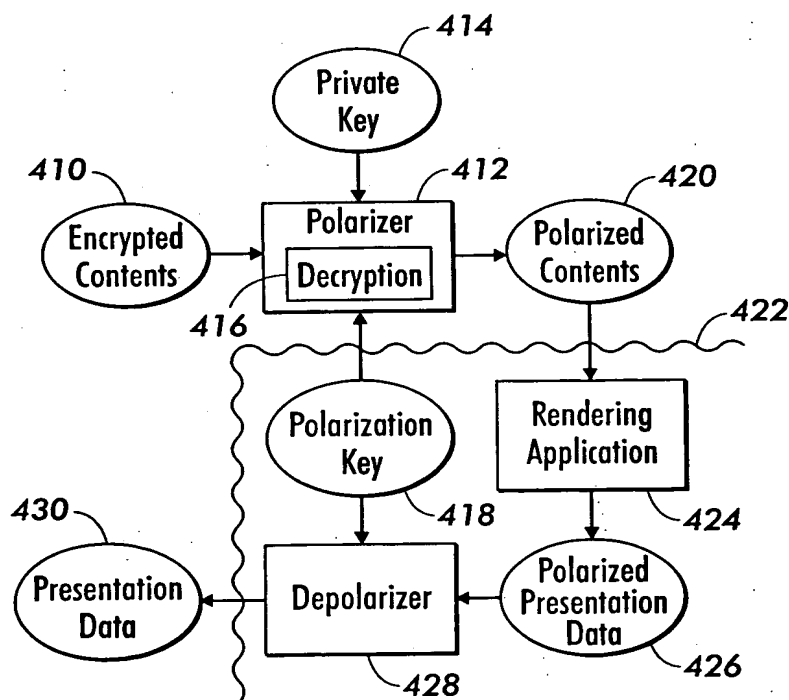 414
Private
Key
410
412
420
Encrypted
Contents
Polarizer
Decryption
416
Polarized
Contents
422
Polarization
Key
418
Rendering
Application
424
430
Presentation
Data
Depolarizer
428
Polarized
Presentation
Data
426